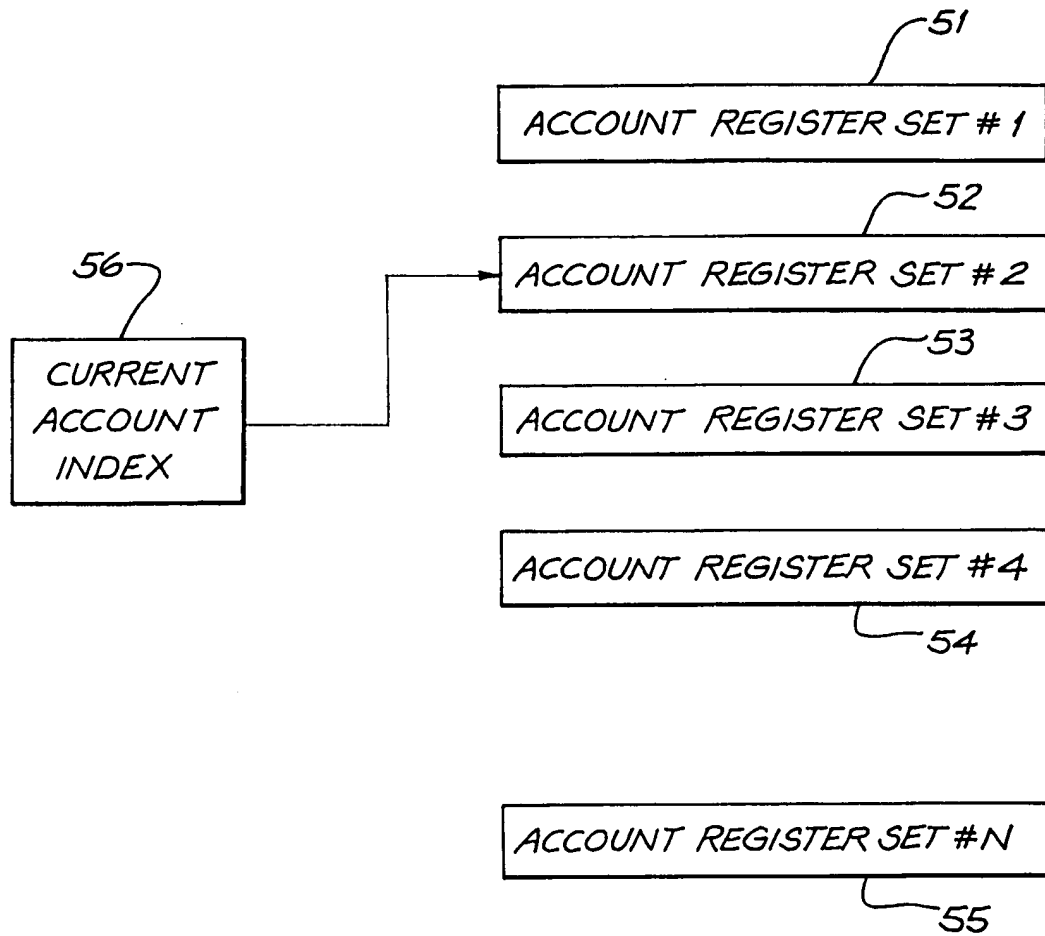 51
ACCOUNT REGISTER SET #1
52
ACCOUNT REGISTER SET #2
56
CURRENT
ACCOUNT
INDEX
53
ACCOUNT REGISTER SET #3
ACCOUNT REGISTER SET #4
54
ACCOUNT REGISTER SET #N
55